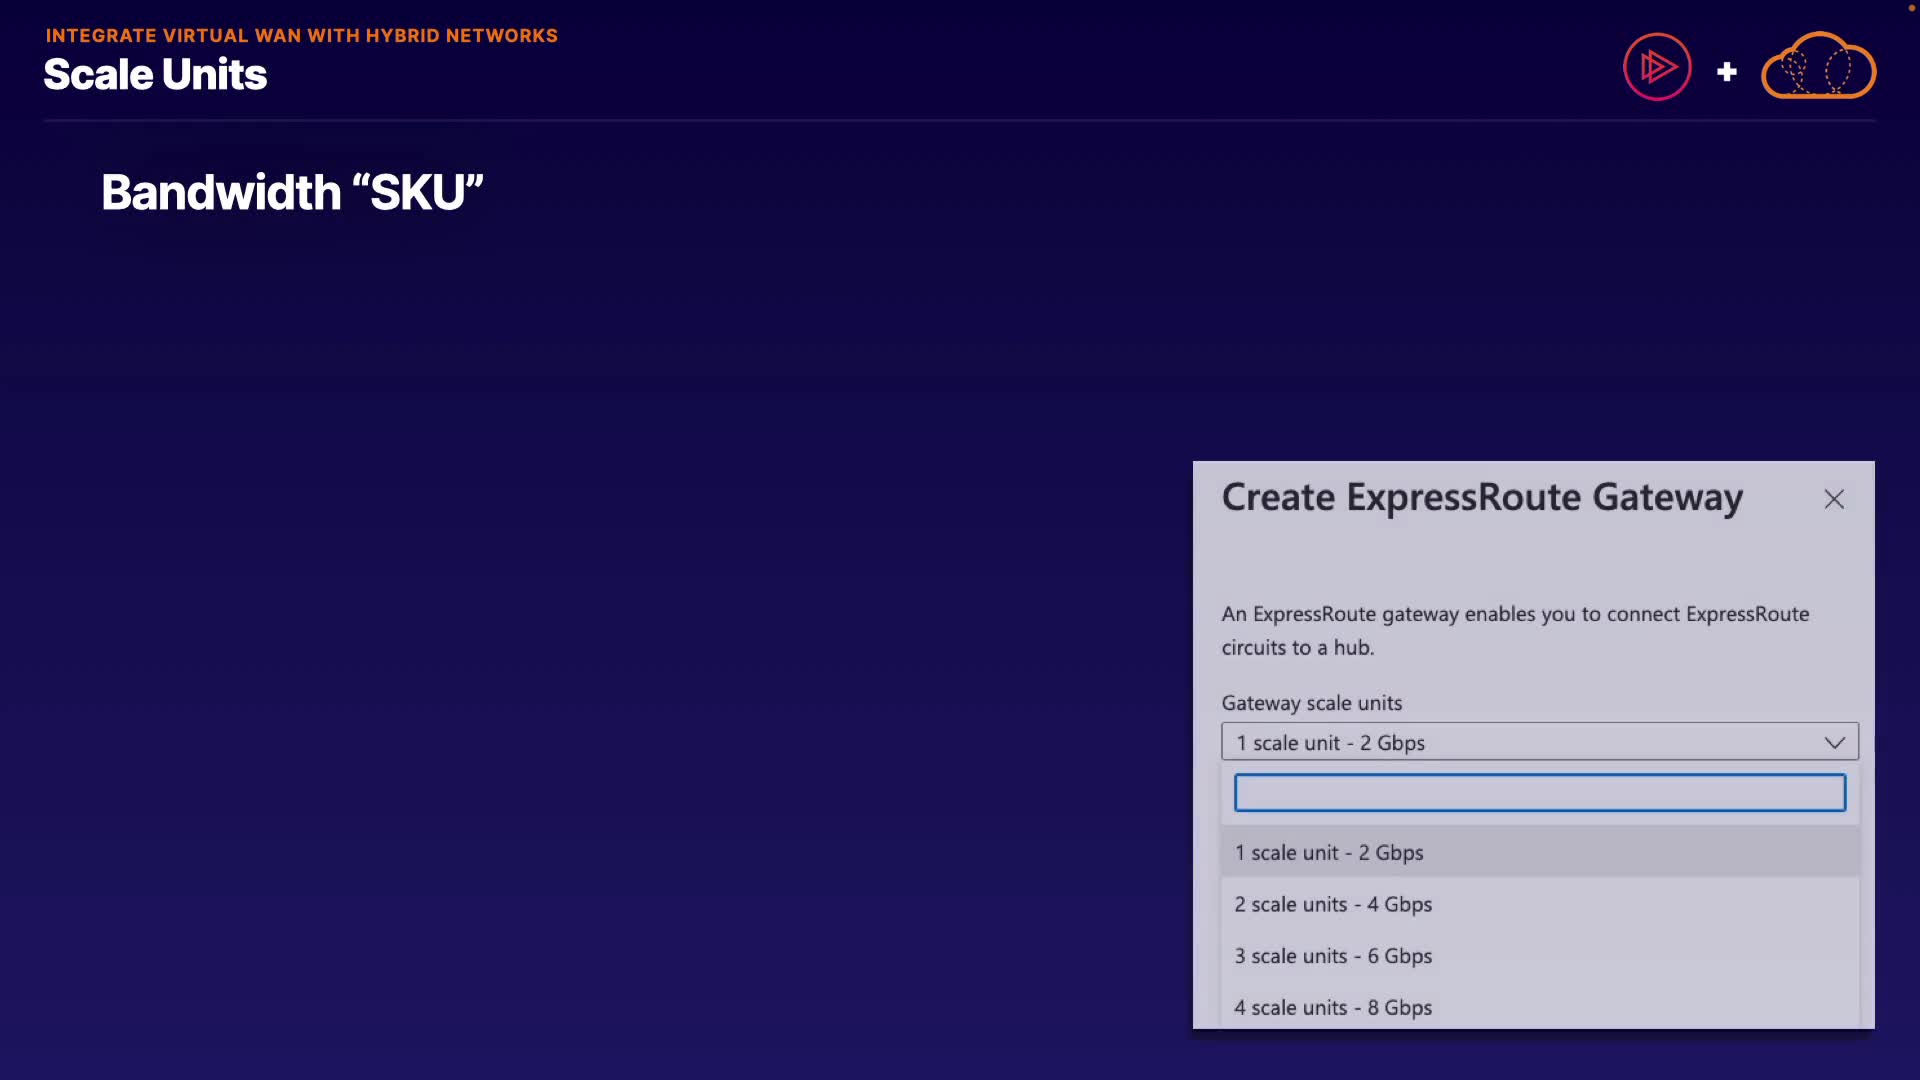 INTEGRATE VIRTUAL WAN WITH HYBRID NETWORKS
Scale Units
Bandwidth “SKU”
Create ExpressRoute Gateway
An ExpressRoute gateway enables you to connect ExpressRoute
circuits to a hub.
Gateway scale units
1 scale unit - 2 Gbps
1 scale unit - 2 Gbps
2 scale units - 4 Gbps
3 scale units - 6 Gbps
4 scale units - 8 Gbps